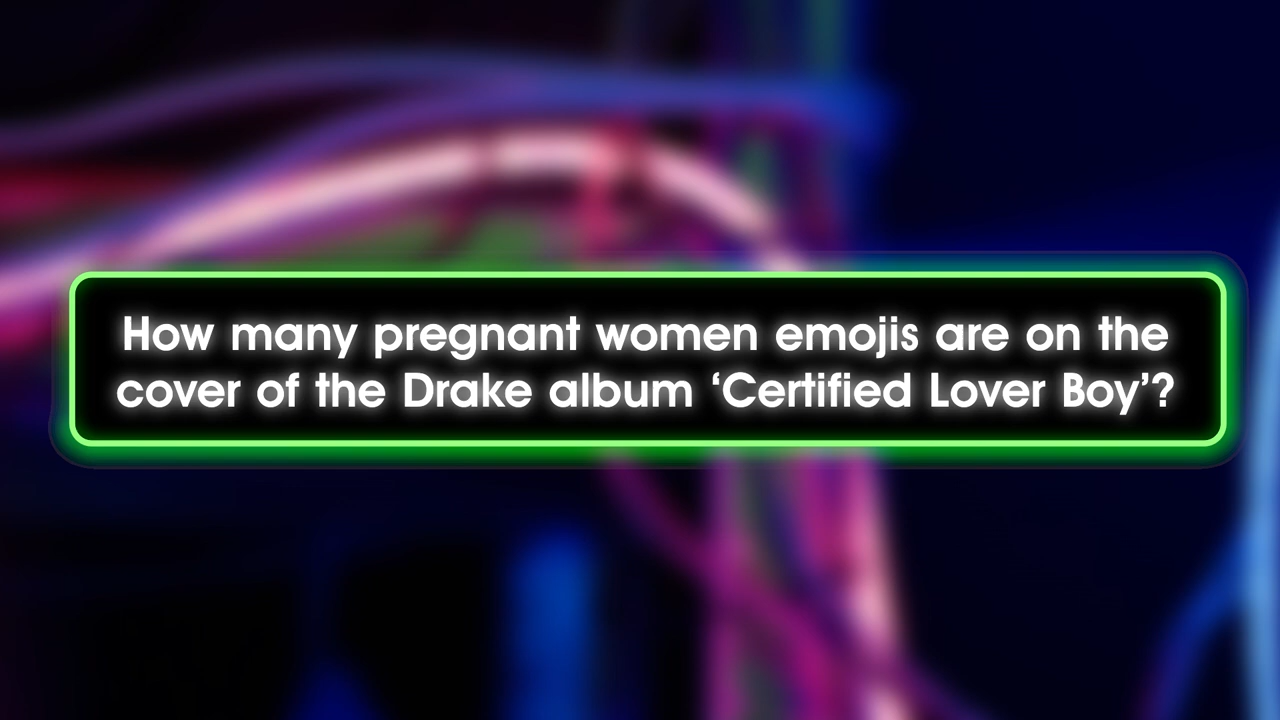 How many pregnant women emojis are on the
cover of the Drake album ‘Certified Lover Boy’?